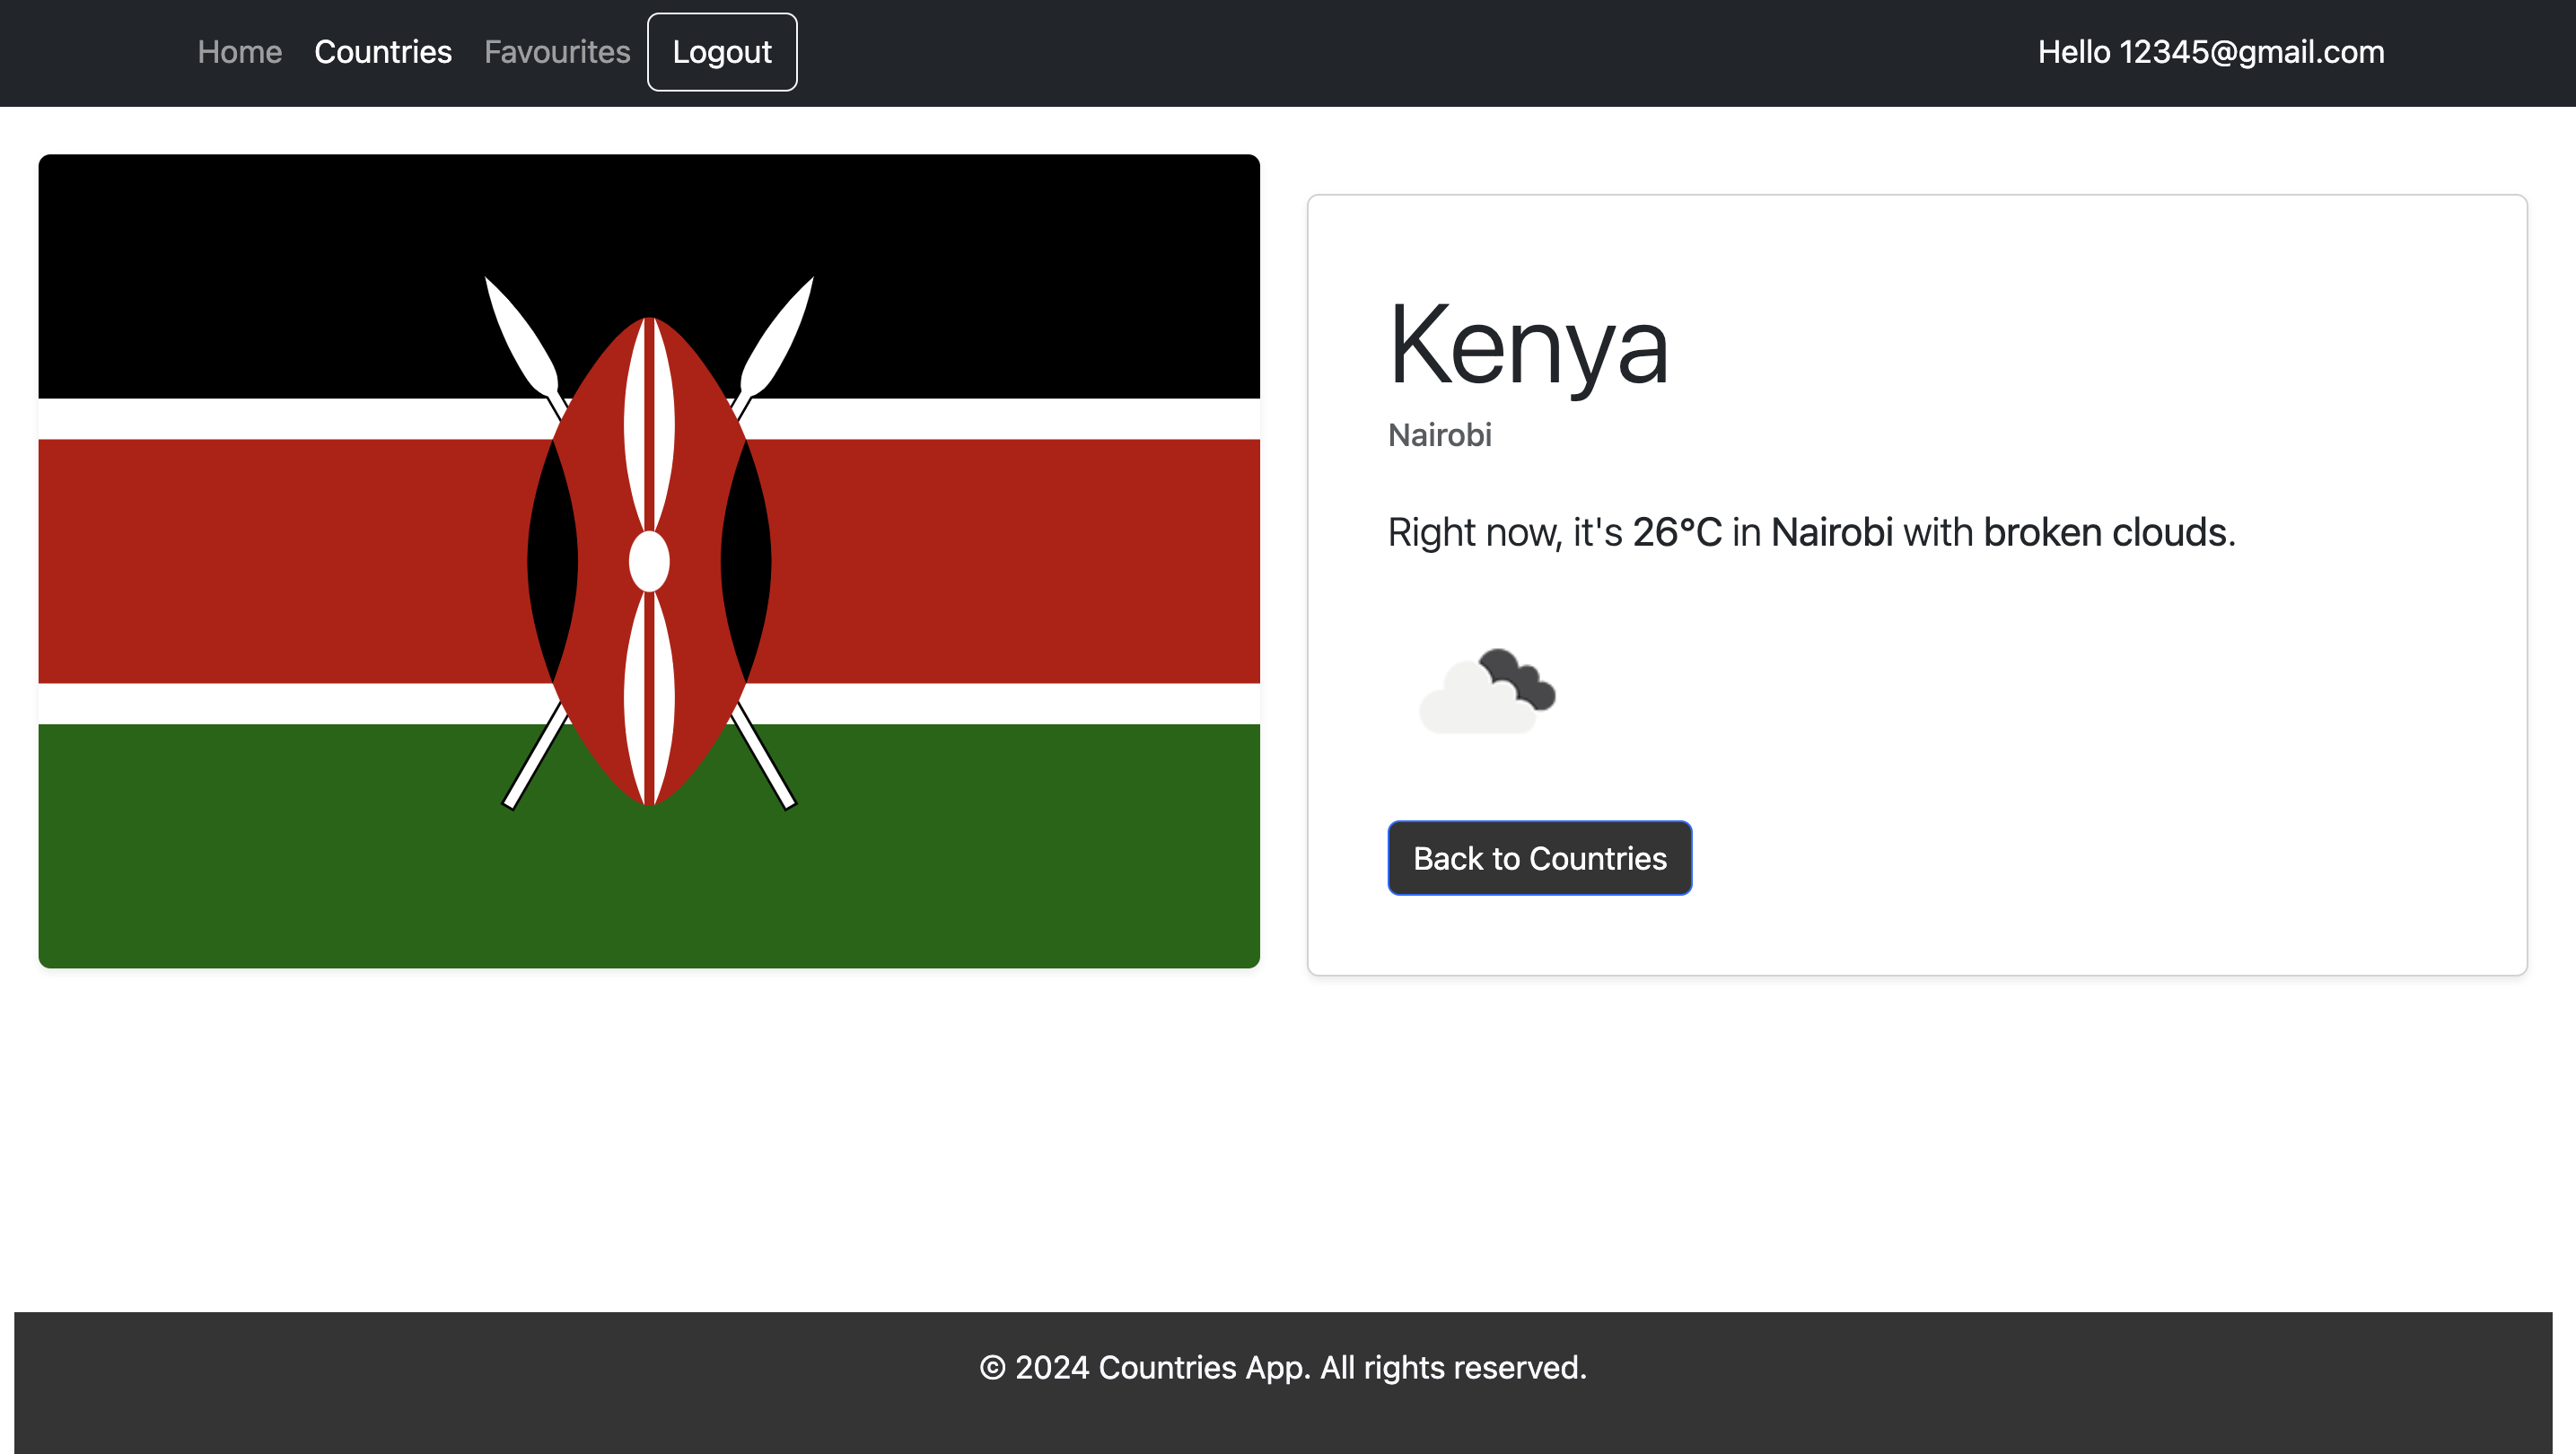 Home Countries Favourites Logout Hello 12345@gmail.com
Kenya
Nairobi
Right now, it's 26°C in Nairobi with broken clouds.
Back to Countries
© 2024 Countries App. All rights reserved.